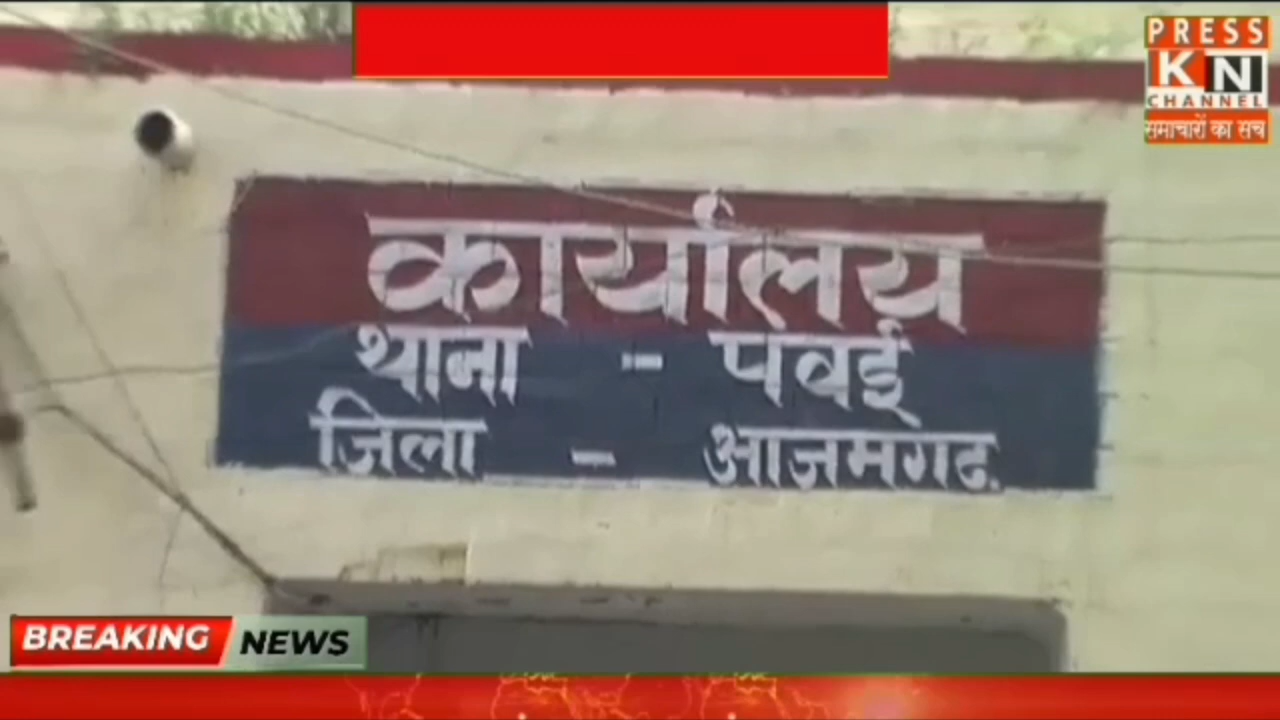 PRESS
KN
CHANNEL
समाचारों का सच
कार्यालय
थाना - पवई
जिला - आजमगढ.
BREAKING NEWS